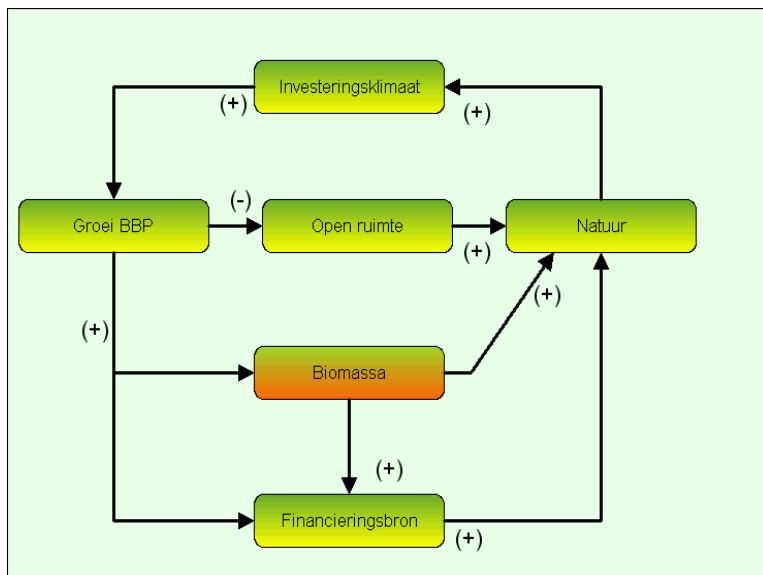 Investeringsklimaat
(+)
(+)
Groei BBP
(-)
Open ruimte
(+)
Natuur
(+)
(+)
Biomassa
(+)
Financieringsbron
(+)